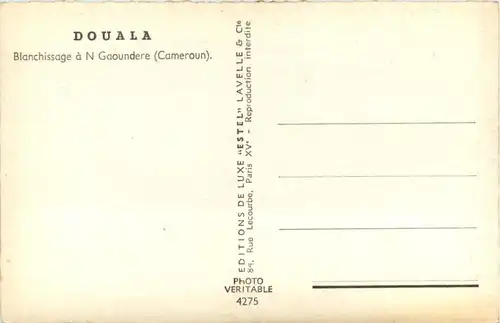 DOUALA
Blanchissage à N Gaoundere (Cameroun).
EDITIONS DE LUXE "ESTEL" LAVELLE & Cie
84, Rue Lecourbe, Paris XVe - Reproduction interdite
PHOTO
VERITABLE
4275